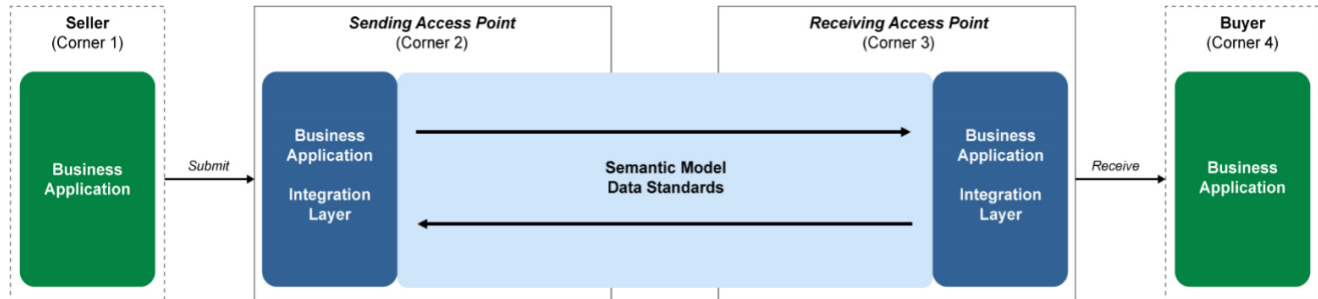 Seller
(Corner 1)
Sending Access Point
(Corner 2)
Receiving Access Point
(Corner 3)
Buyer
(Corner 4)
Business
Application
Submit
Business
Application
Integration
Layer
Semantic Model
Data Standards
Business
Application
Integration
Layer
Receive
Business
Application